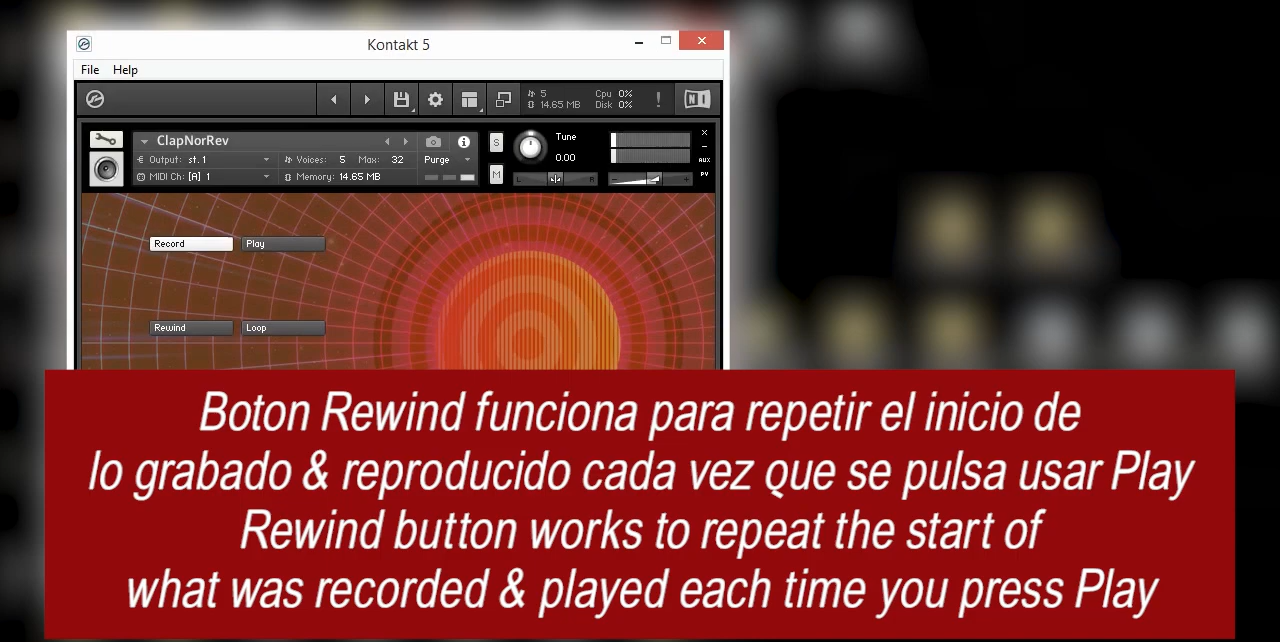 Kontakt 5
File Help
5 Cpu 0%
14.65 MB Disk 0%
ClapNorRev
Output: st.1 Voices: 5 Max: 32 Purge
MIDI Ch: [A] 1 Memory: 14.65 MB
S Tune
0.00
M L R - +
AUX
PV
Record Play
Rewind Loop
Boton Rewind funciona para repetir el inicio de
lo grabado & reproducido cada vez que se pulsa usar Play
Rewind button works to repeat the start of
what was recorded & played each time you press Play